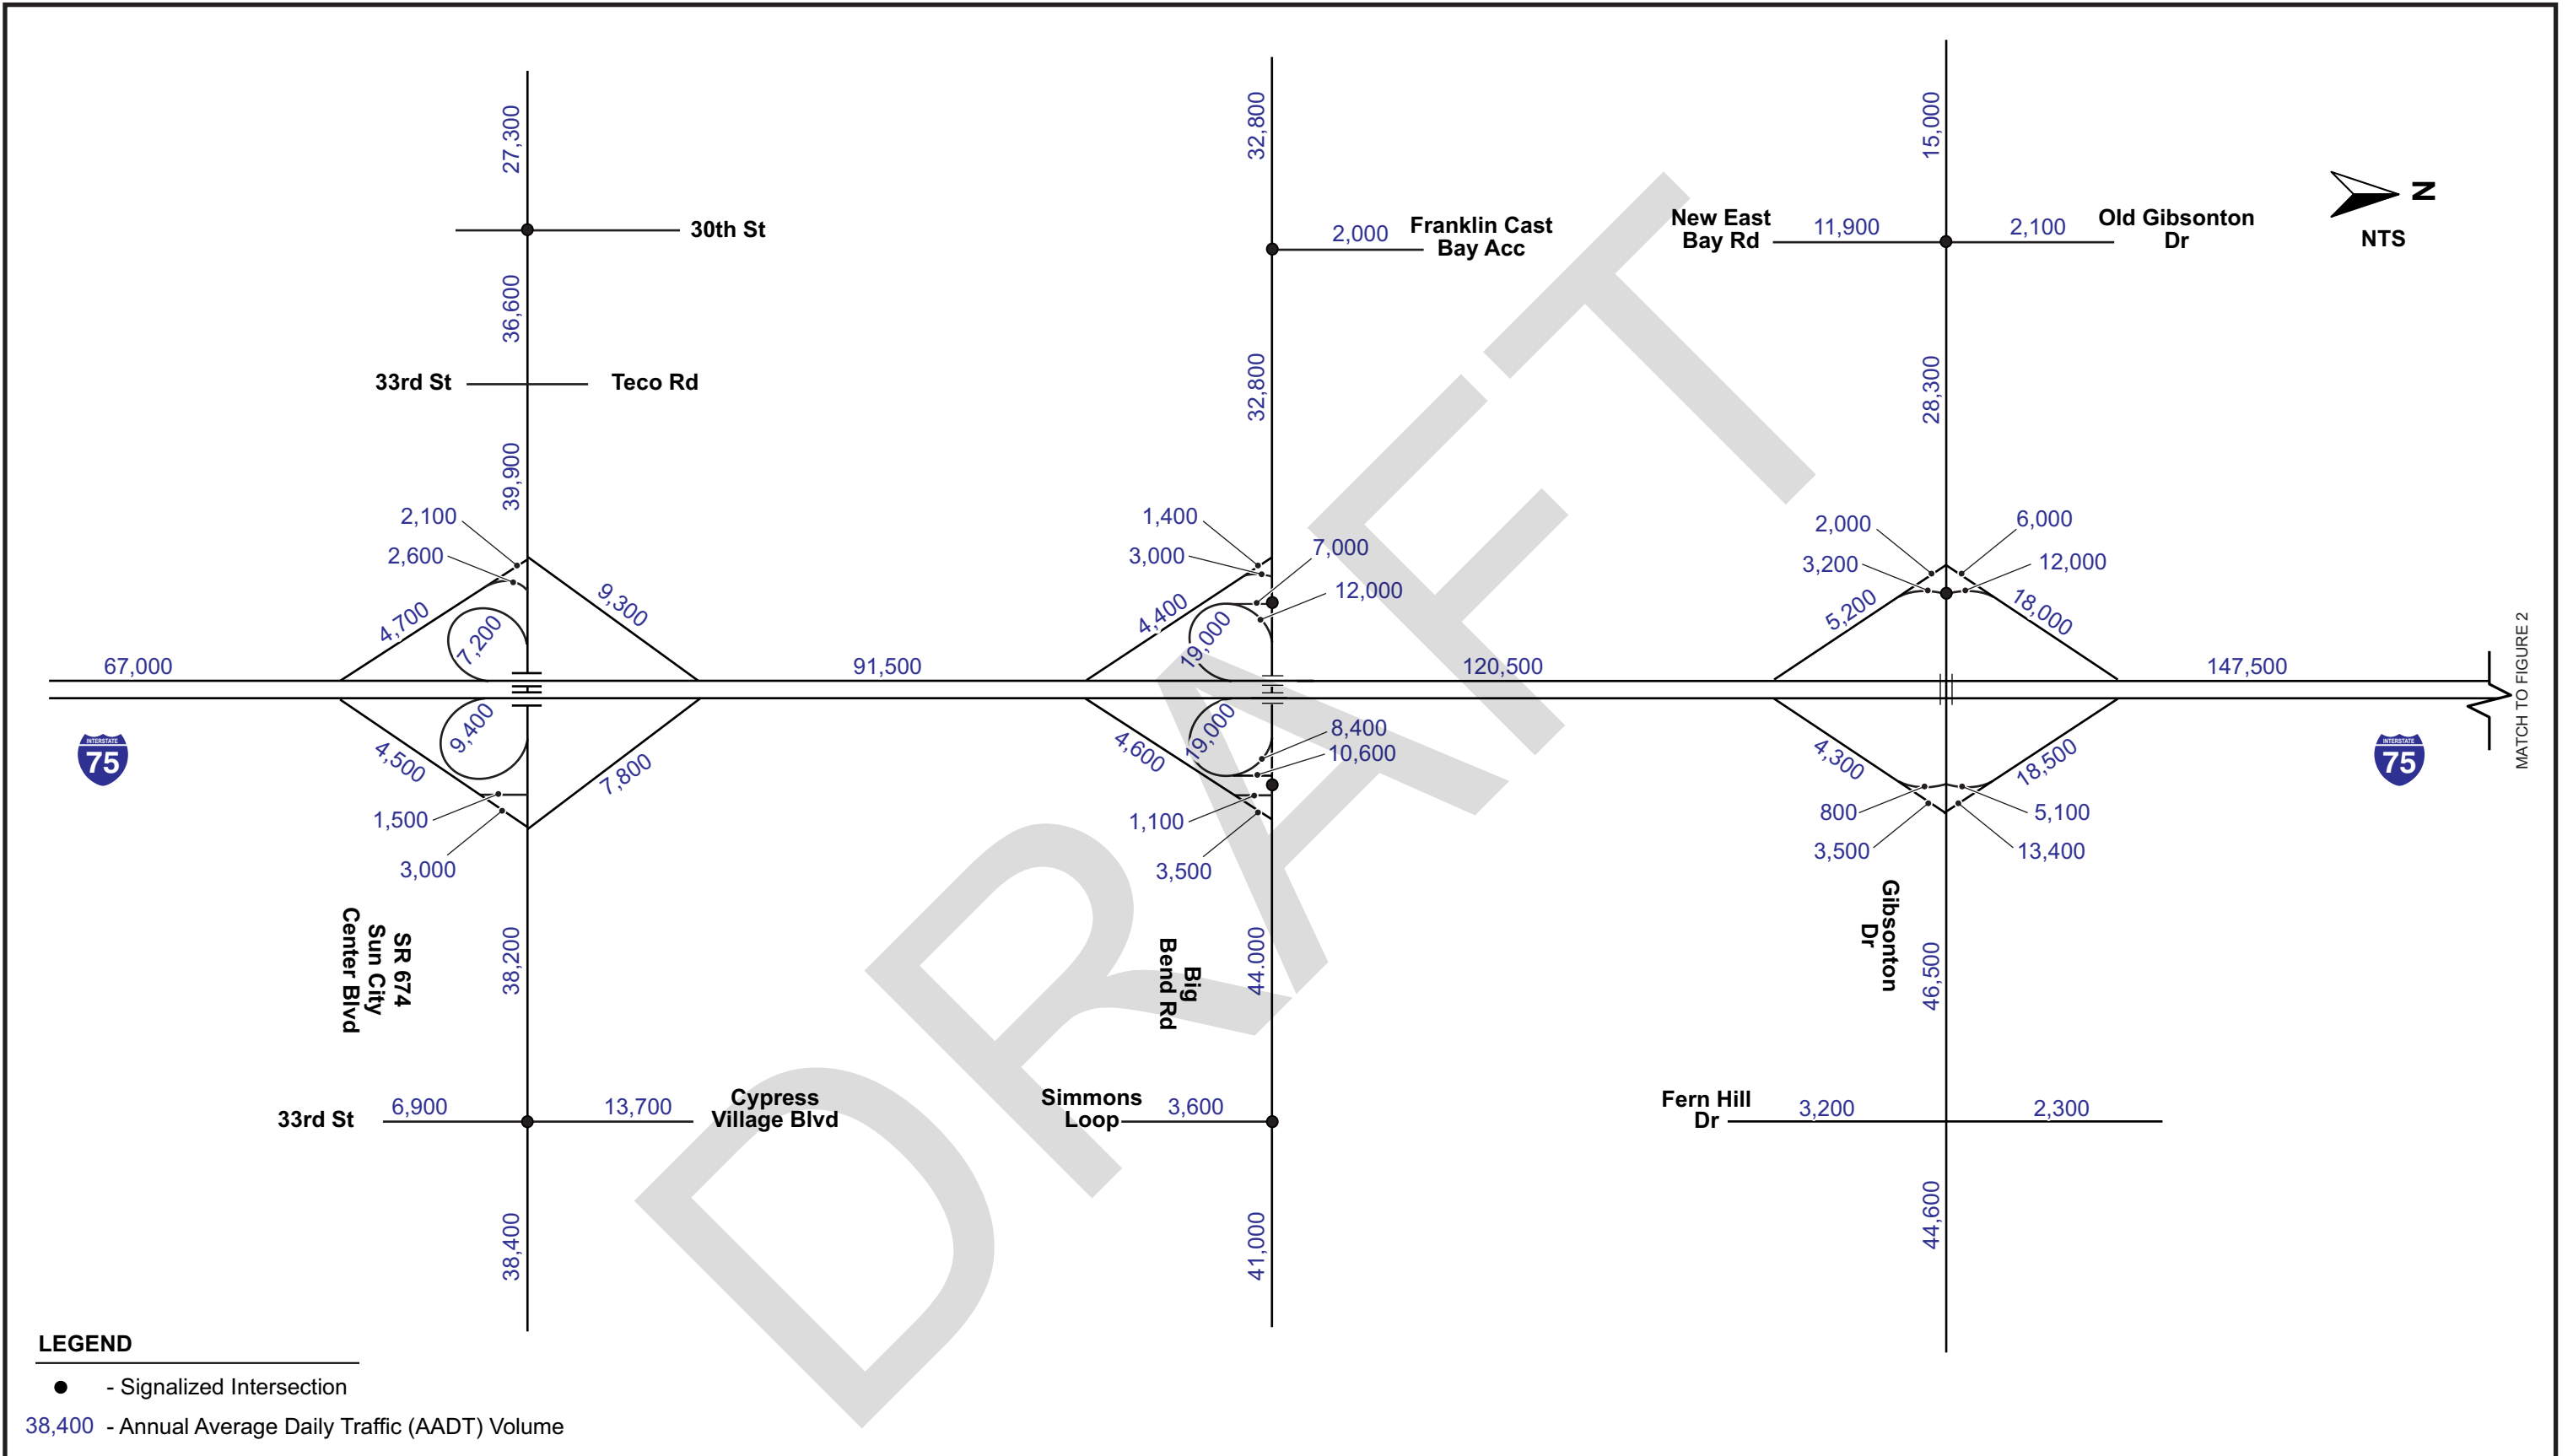 27,300
32,800
15,000
30th St
2,000
Franklin Cast
Bay Acc
New East
Bay Rd
11,900
2,100
Old Gibsonton
Dr
N
NTS
36,600
33rd St
Teco Rd
32,800
28,300
39,900
2,100
2,600
4,700
7,200
9,300
1,400
3,000
7,000
12,000
4,400
19,000
2,000
3,200
5,200
6,000
12,000
18,000
67,000
91,500
120,500
147,500
MATCH TO FIGURE 2
INTERSTATE
75
9,400
4,500
7,800
1,500
3,000
19,000
4,600
8,400
10,600
1,100
3,500
4,300
18,500
800
3,500
5,100
13,400
INTERSTATE
75
SR 674
Sun City
Center Blvd
38,200
Big
Bend Rd
44.000
Gibsonton
Dr
46,500
33rd St
6,900
13,700
Cypress
Village Blvd
Simmons
Loop
3,600
Fern Hill
Dr
3,200
2,300
38,400
41,000
44,600
DRAFT
LEGEND
- Signalized Intersection
38,400 - Annual Average Daily Traffic (AADT) Volume